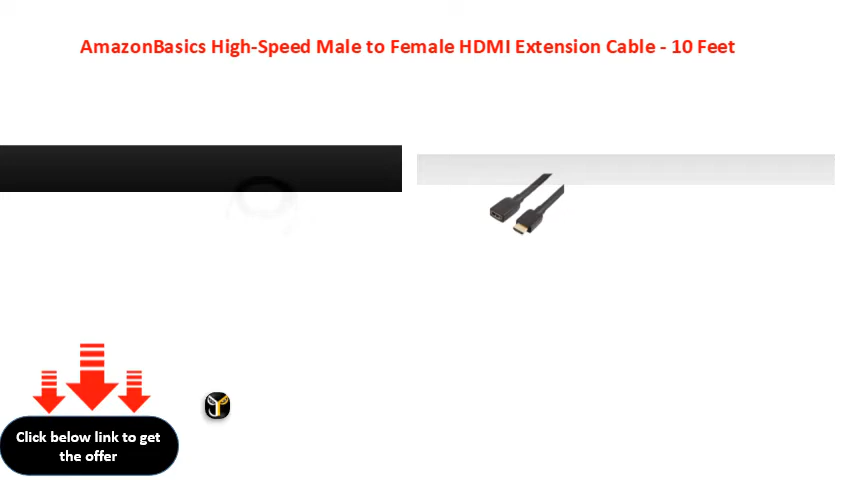 AmazonBasics High-Speed Male to Female HDMI Extension Cable - 10 Feet
Click below link to get
the offer